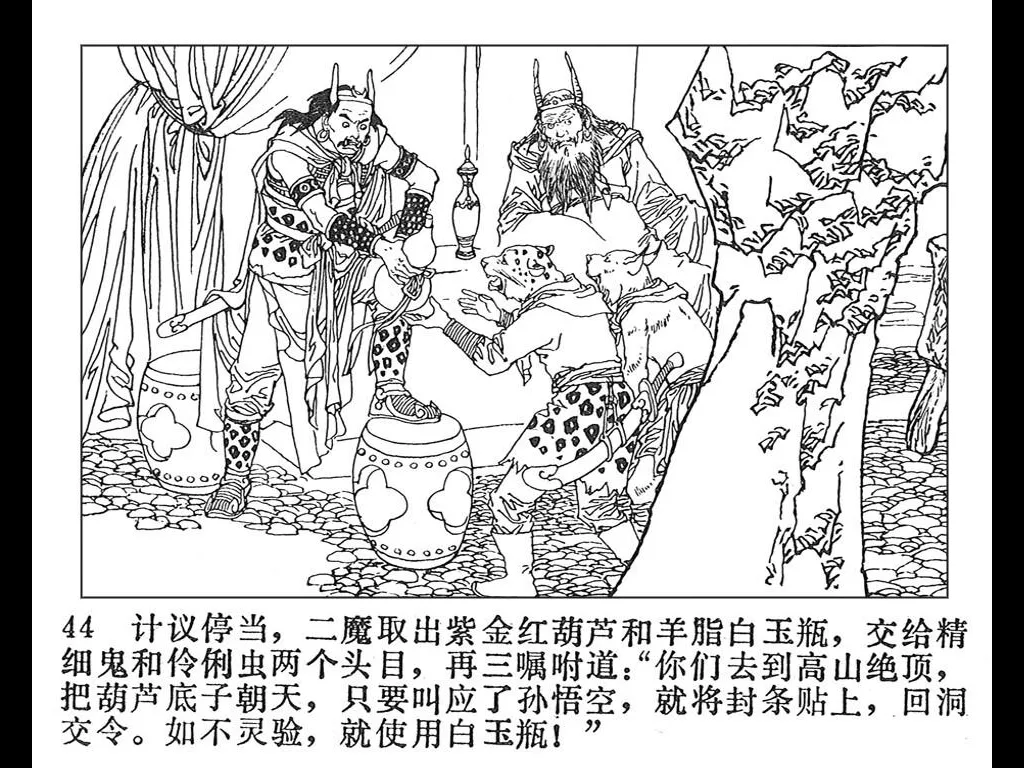 44 计议停当，二魔取出紫金红葫芦和羊脂白玉瓶，交给精
细鬼和伶俐虫两个头目，再三嘱咐道：“你们去到高山绝顶，
把葫芦底子朝天，只要叫应了孙悟空，就将封条贴上，回洞
交令。如不灵验，就使用白玉瓶！”